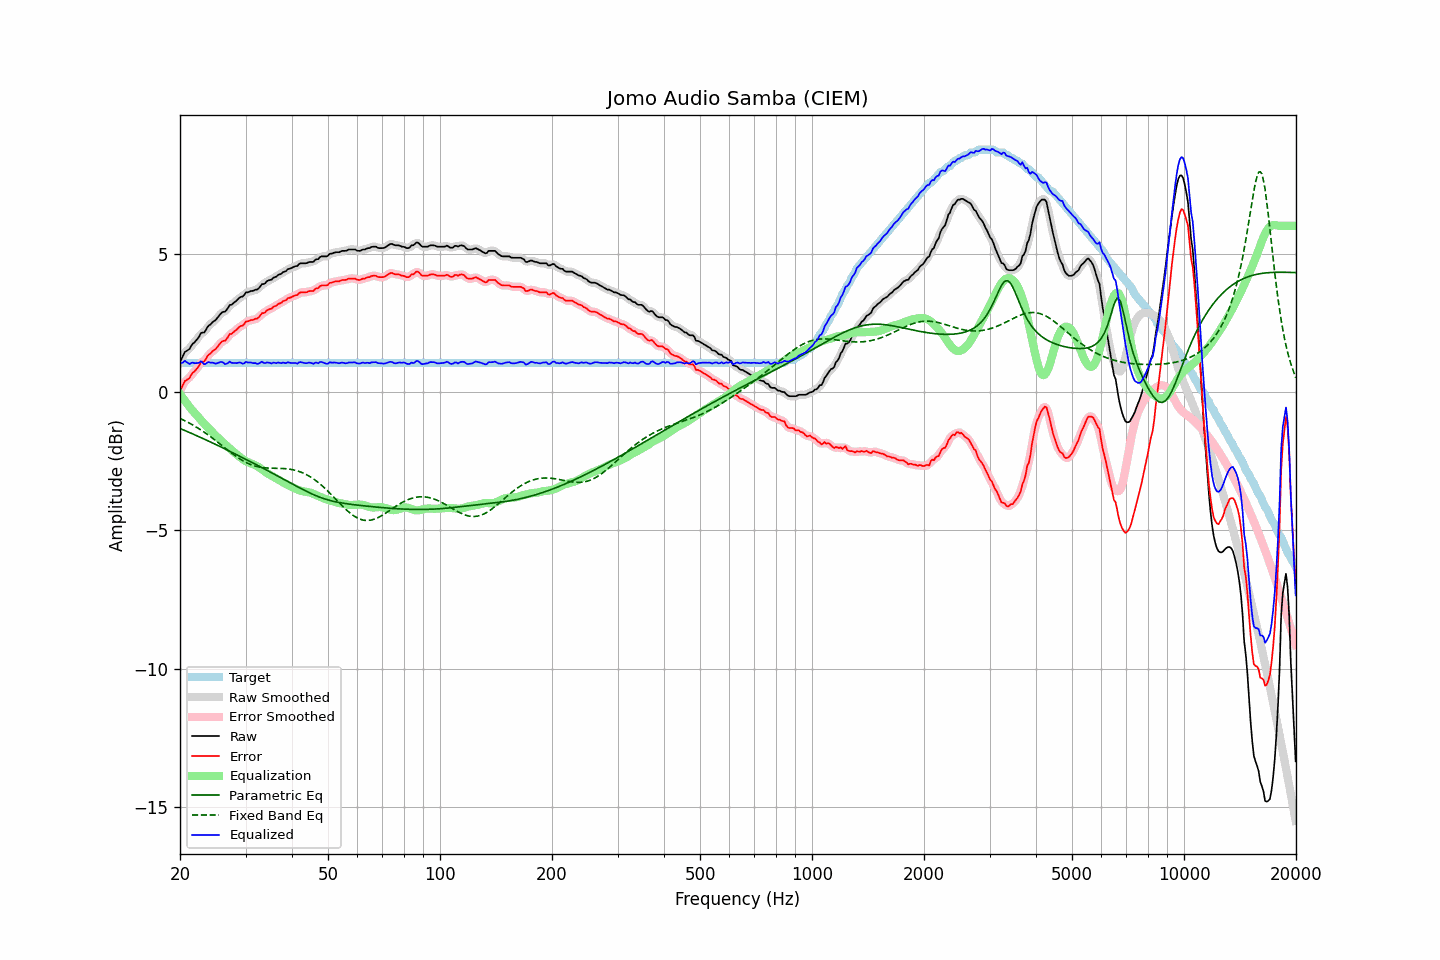 Jomo Audio Samba (CIEM)
Amplitude (dBr)
5
0
−5
−10
−15
Target
Raw Smoothed
Error Smoothed
Raw
Error
Equalization
Parametric Eq
Fixed Band Eq
Equalized
20 50 100 200 500 1000 2000 5000 10000 20000
Frequency (Hz)